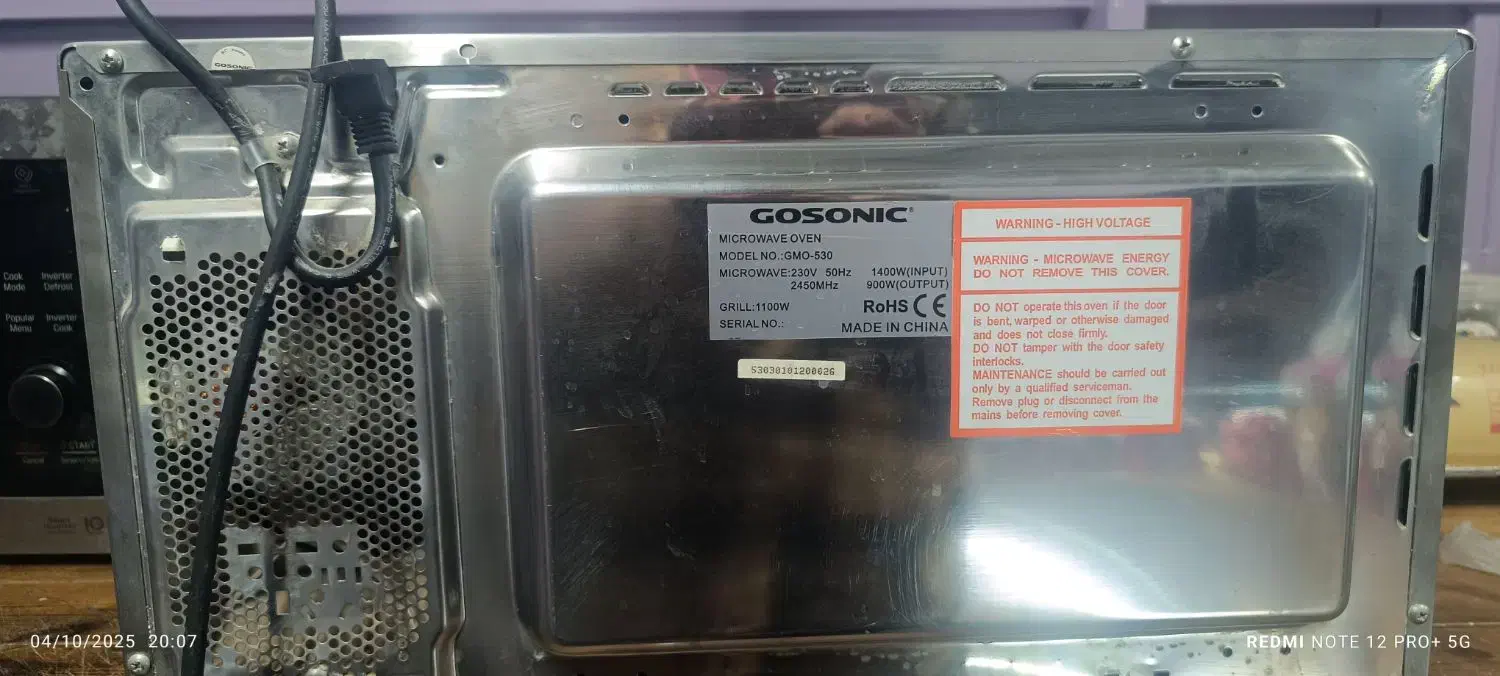 GOSONIC
GOSONIC®
MICROWAVE OVEN
MODEL NO.:GMO-530
MICROWAVE:230V 50Hz 1400W(INPUT)
2450MHz 900W(OUTPUT)
GRILL:1100W RoHS CE
SERIAL NO.: MADE IN CHINA
53030101200626
WARNING - HIGH VOLTAGE
WARNING - MICROWAVE ENERGY
DO NOT REMOVE THIS COVER.
DO NOT operate this oven if the door
is bent, warped or otherwise damaged
and does not close firmly.
DO NOT tamper with the door safety
interlocks.
MAINTENANCE should be carried out
only by a qualified serviceman.
Remove plug or disconnect from the
mains before removing cover.
Cook
Mode
Inverter
Defrost
Popular
Menu
Inverter
Cook
START
Cancel
10
04/10/2025 20:07
REDMI NOTE 12 PRO+ 5G